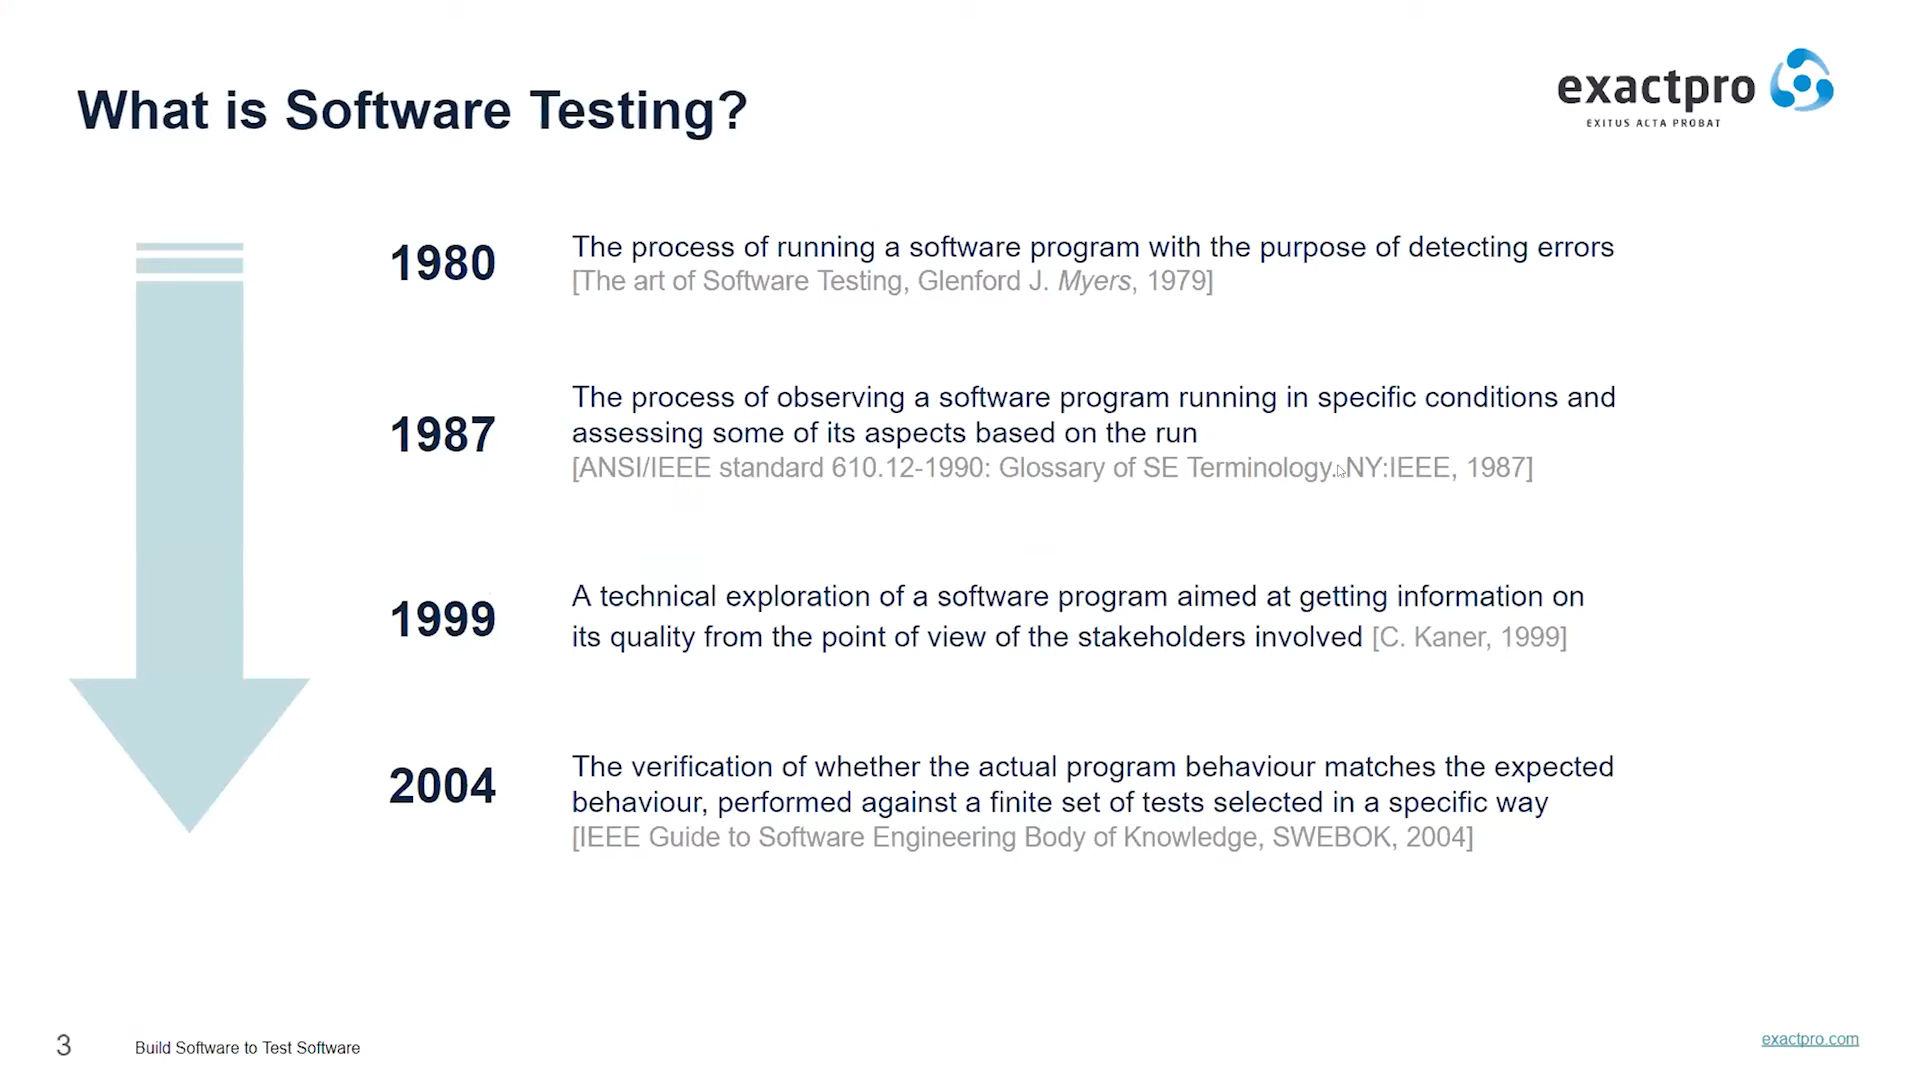 What is Software Testing?
exactpro
EXITUS ACTA PROBAT
1980
The process of running a software program with the purpose of detecting errors
[The art of Software Testing, Glenford J. Myers, 1979]
1987
The process of observing a software program running in specific conditions and
assessing some of its aspects based on the run
[ANSI/IEEE standard 610.12-1990: Glossary of SE Terminology. NY:IEEE, 1987]
1999
A technical exploration of a software program aimed at getting information on
its quality from the point of view of the stakeholders involved [C. Kaner, 1999]
2004
The verification of whether the actual program behaviour matches the expected
behaviour, performed against a finite set of tests selected in a specific way
[IEEE Guide to Software Engineering Body of Knowledge, SWEBOK, 2004]
3
Build Software to Test Software
exactpro.com